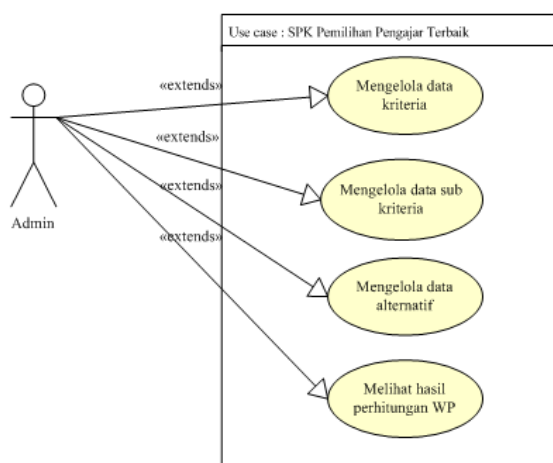 Use case : SPK Pemilihan Pengajar Terbaik
«extends»
Mengelola data
kriteria
«extends»
Mengelola data sub
kriteria
«extends»
Admin
«extends»
Mengelola data
alternatif
Melihat hasil
perhitungan WP